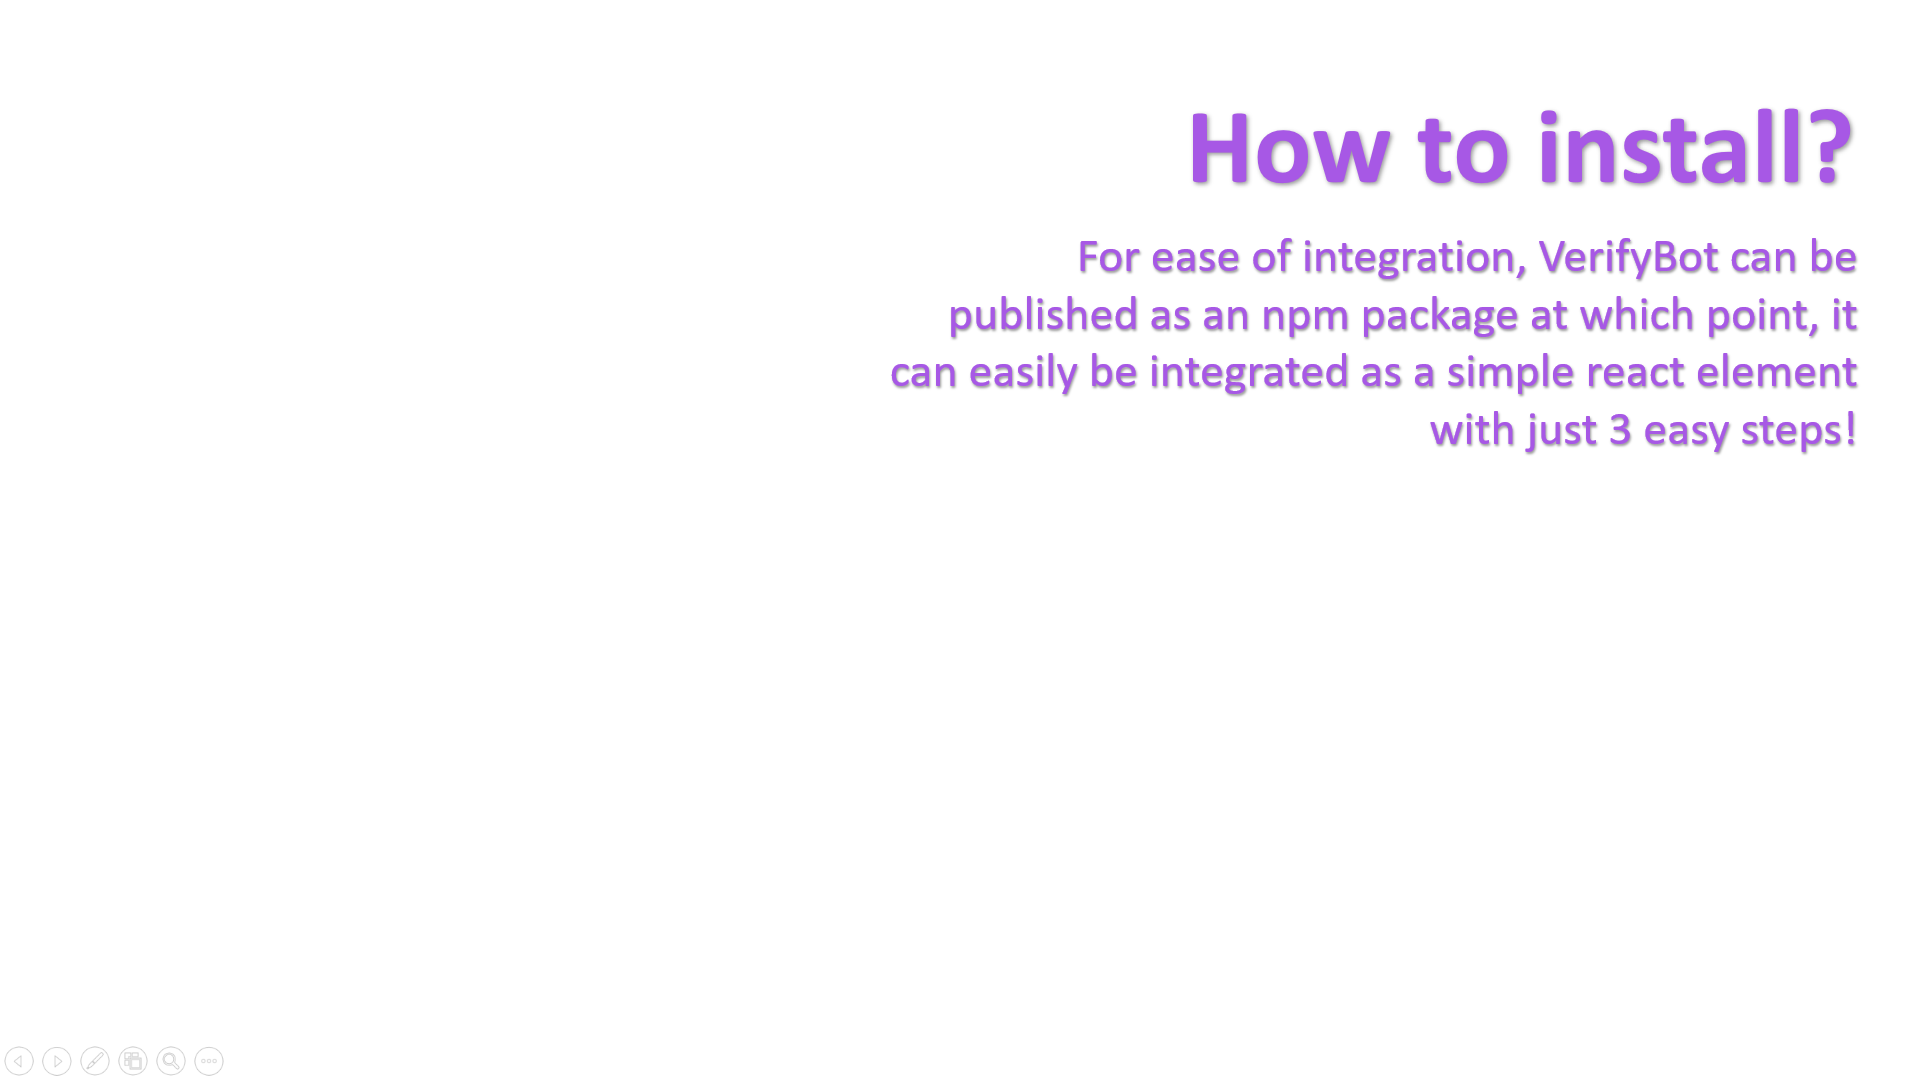 How to install?
For ease of integration, VerifyBot can be
published as an npm package at which point, it
can easily be integrated as a simple react element
with just 3 easy steps!